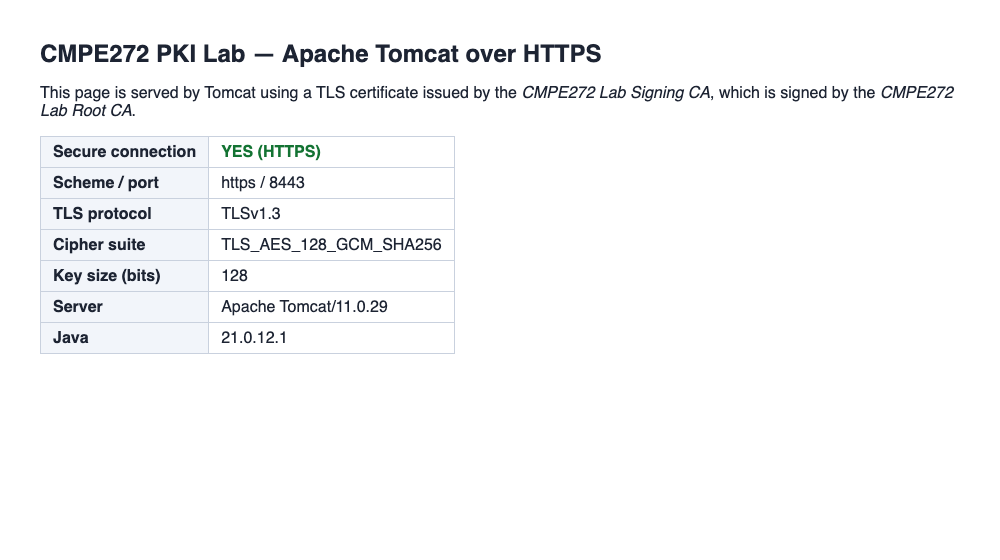 CMPE272 PKI Lab — Apache Tomcat over HTTPS
This page is served by Tomcat using a TLS certificate issued by the CMPE272 Lab Signing CA, which is signed by the CMPE272
Lab Root CA.
Secure connection YES (HTTPS)
Scheme / port https / 8443
TLS protocol TLSv1.3
Cipher suite TLS_AES_128_GCM_SHA256
Key size (bits) 128
Server Apache Tomcat/11.0.29
Java 21.0.12.1